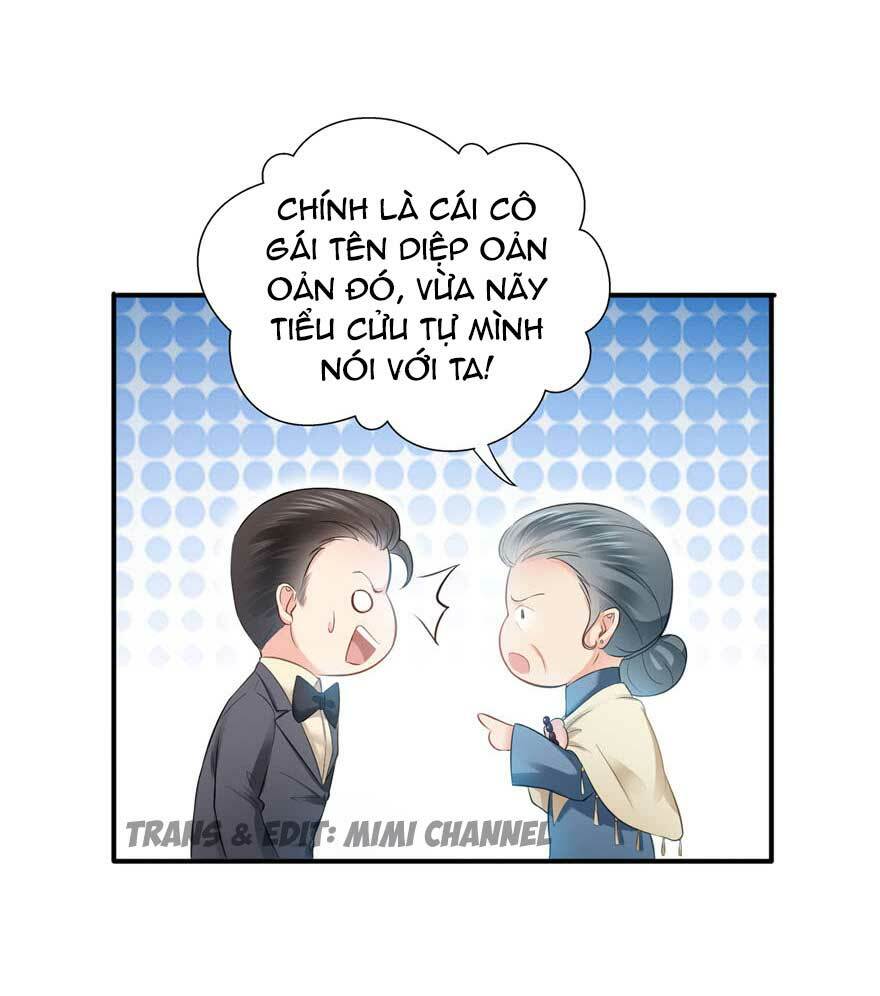 CHÍNH LÀ CÁI CÔ
GÁI TÊN DIỆP OẢN
OẢN ĐÓ, VỪA NÃY
TIỂU CỬU TỰ MÌNH
NÓI VỚI TA!
TRANS & EDIT: MIMI CHANNEL